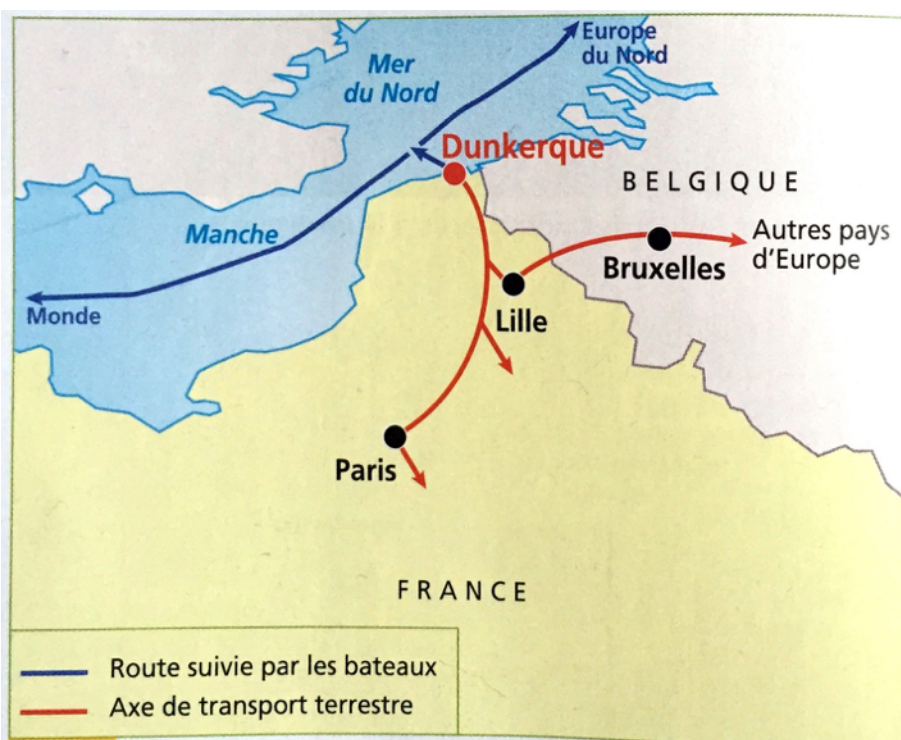 Europe
du Nord
Mer
du Nord
Dunkerque
BELGIQUE
Manche
Autres pays
d'Europe
Bruxelles
Monde
Lille
Paris
FRANCE
Route suivie par les bateaux
Axe de transport terrestre